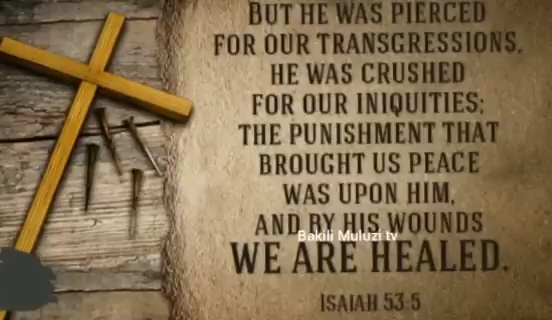 BUT HE WAS PIERCED
FOR OUR TRANSGRESSIONS,
HE WAS CRUSHED
FOR OUR INIQUITIES;
THE PUNISHMENT THAT
BROUGHT US PEACE
WAS UPON HIM,
AND BY HIS WOUNDS
Bakili Muluzi tv
WE ARE HEALED.
ISAIAH 53:5